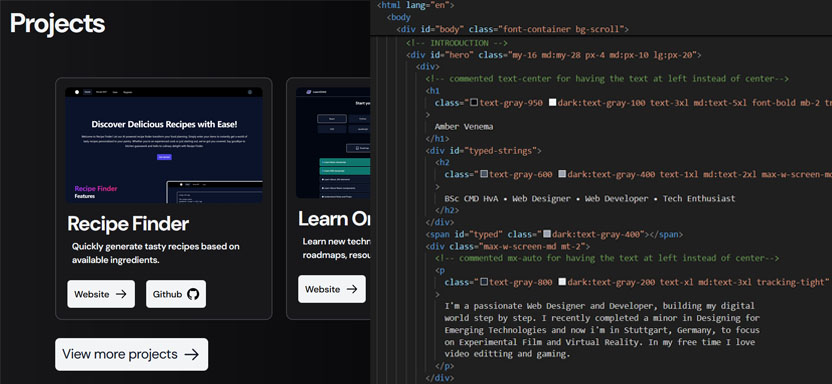 Projects
Discover Delicious Recipes with Ease!
Recipe Finder
Features
Recipe Finder
Quickly generate tasty recipes based on
available ingredients.
Website →
Github
Start you
Learn On
Learn new techn
roadmaps, resou
Website →
View more projects →
<html lang="en">
<body
<div id="body" class="font-container bg-scroll">
<!-- INTRODUCTION -->
<div id="hero" class="my-16 md:my-28 px-4 md:px-10 lg:px-20">
<div>
<!-- commented text-center for having the text at left instead of center-->
<h1
class="text-gray-950 dark:text-gray-100 text-3xl md:text-5xl font-bold mb-2 tr
>
Amber Venema
</h1>
<div id="typed-strings">
<h2
class="text-gray-600 dark:text-gray-400 text-1xl md:text-2xl max-w-screen-md
>
BSc CMD HvA • Web Designer • Web Developer • Tech Enthusiast
</h2>
</div>
<span id="typed" class="dark:text-gray-400"></span>
<div class="max-w-screen-md mt-2">
<!-- commented mx-auto for having the text at left instead of center-->
<p
class="text-gray-800 dark:text-gray-200 text-xl md:text-3xl tracking-tight"
>
I'm a passionate Web Designer and Developer, building my digital
world step by step. I recently completed a minor in Designing for
Emerging Technologies and now i'm in Stuttgart, Germany, to focus
on Experimental Film and Virtual Reality. In my free time I love
video editting and gaming.
</p>
</div>